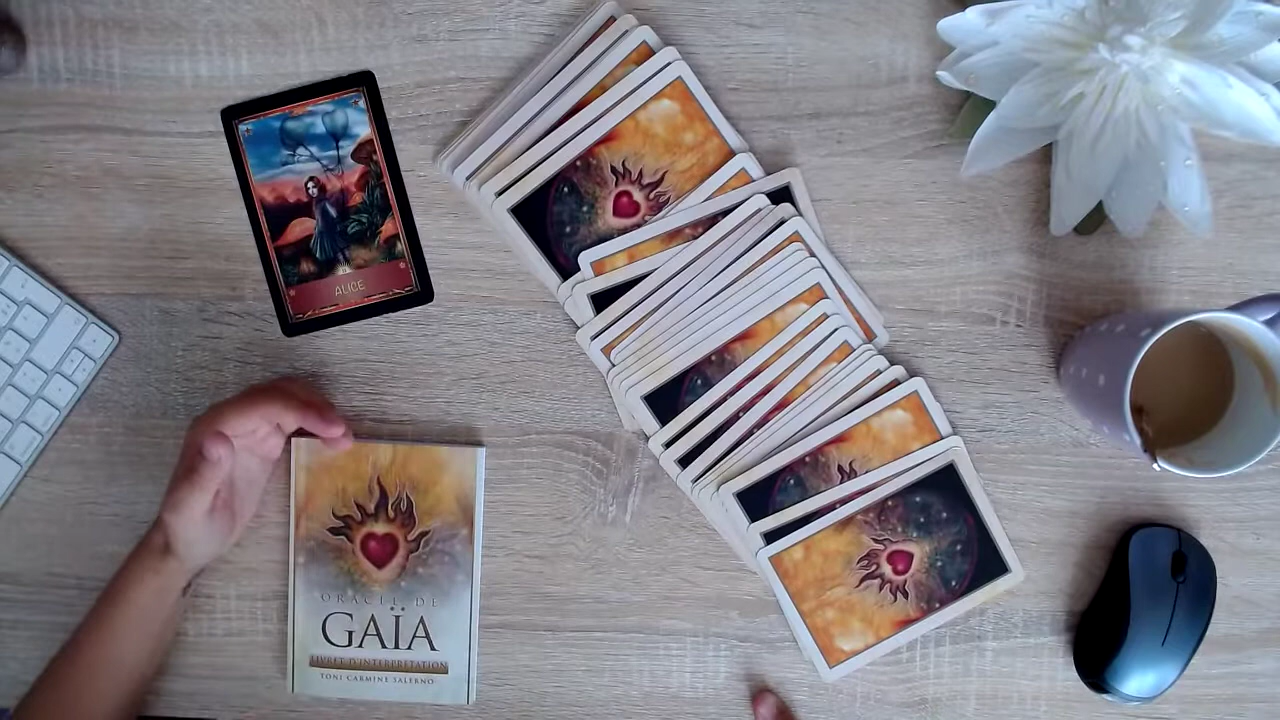 ALICE
ORACLE DE
GAÏA
LIVRET D'INTERPRÉTATION
TONI CARMINE SALERNO